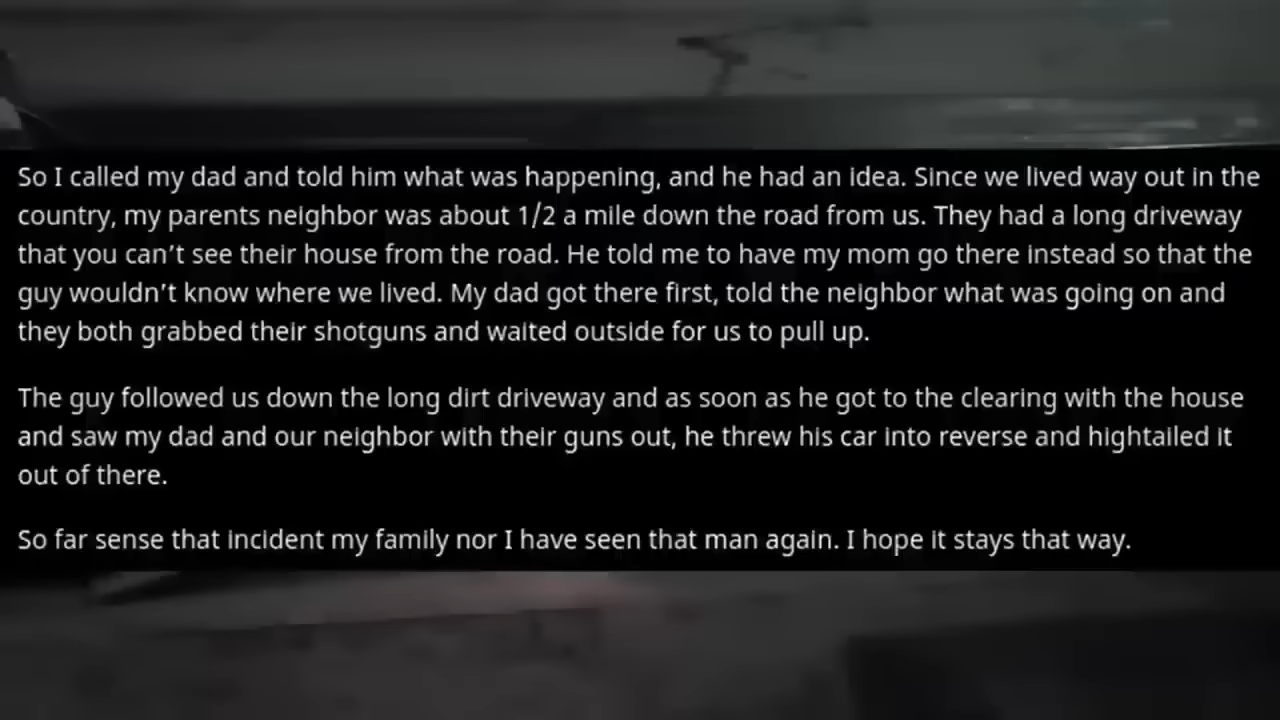 So I called my dad and told him what was happening, and he had an idea. Since we lived way out in the
country, my parents neighbor was about 1/2 a mile down the road from us. They had a long driveway
that you can’t see their house from the road. He told me to have my mom go there instead so that the
guy wouldn’t know where we lived. My dad got there first, told the neighbor what was going on and
they both grabbed their shotguns and waited outside for us to pull up.
The guy followed us down the long dirt driveway and as soon as he got to the clearing with the house
and saw my dad and our neighbor with their guns out, he threw his car into reverse and hightailed it
out of there.
So far sense that incident my family nor I have seen that man again. I hope it stays that way.